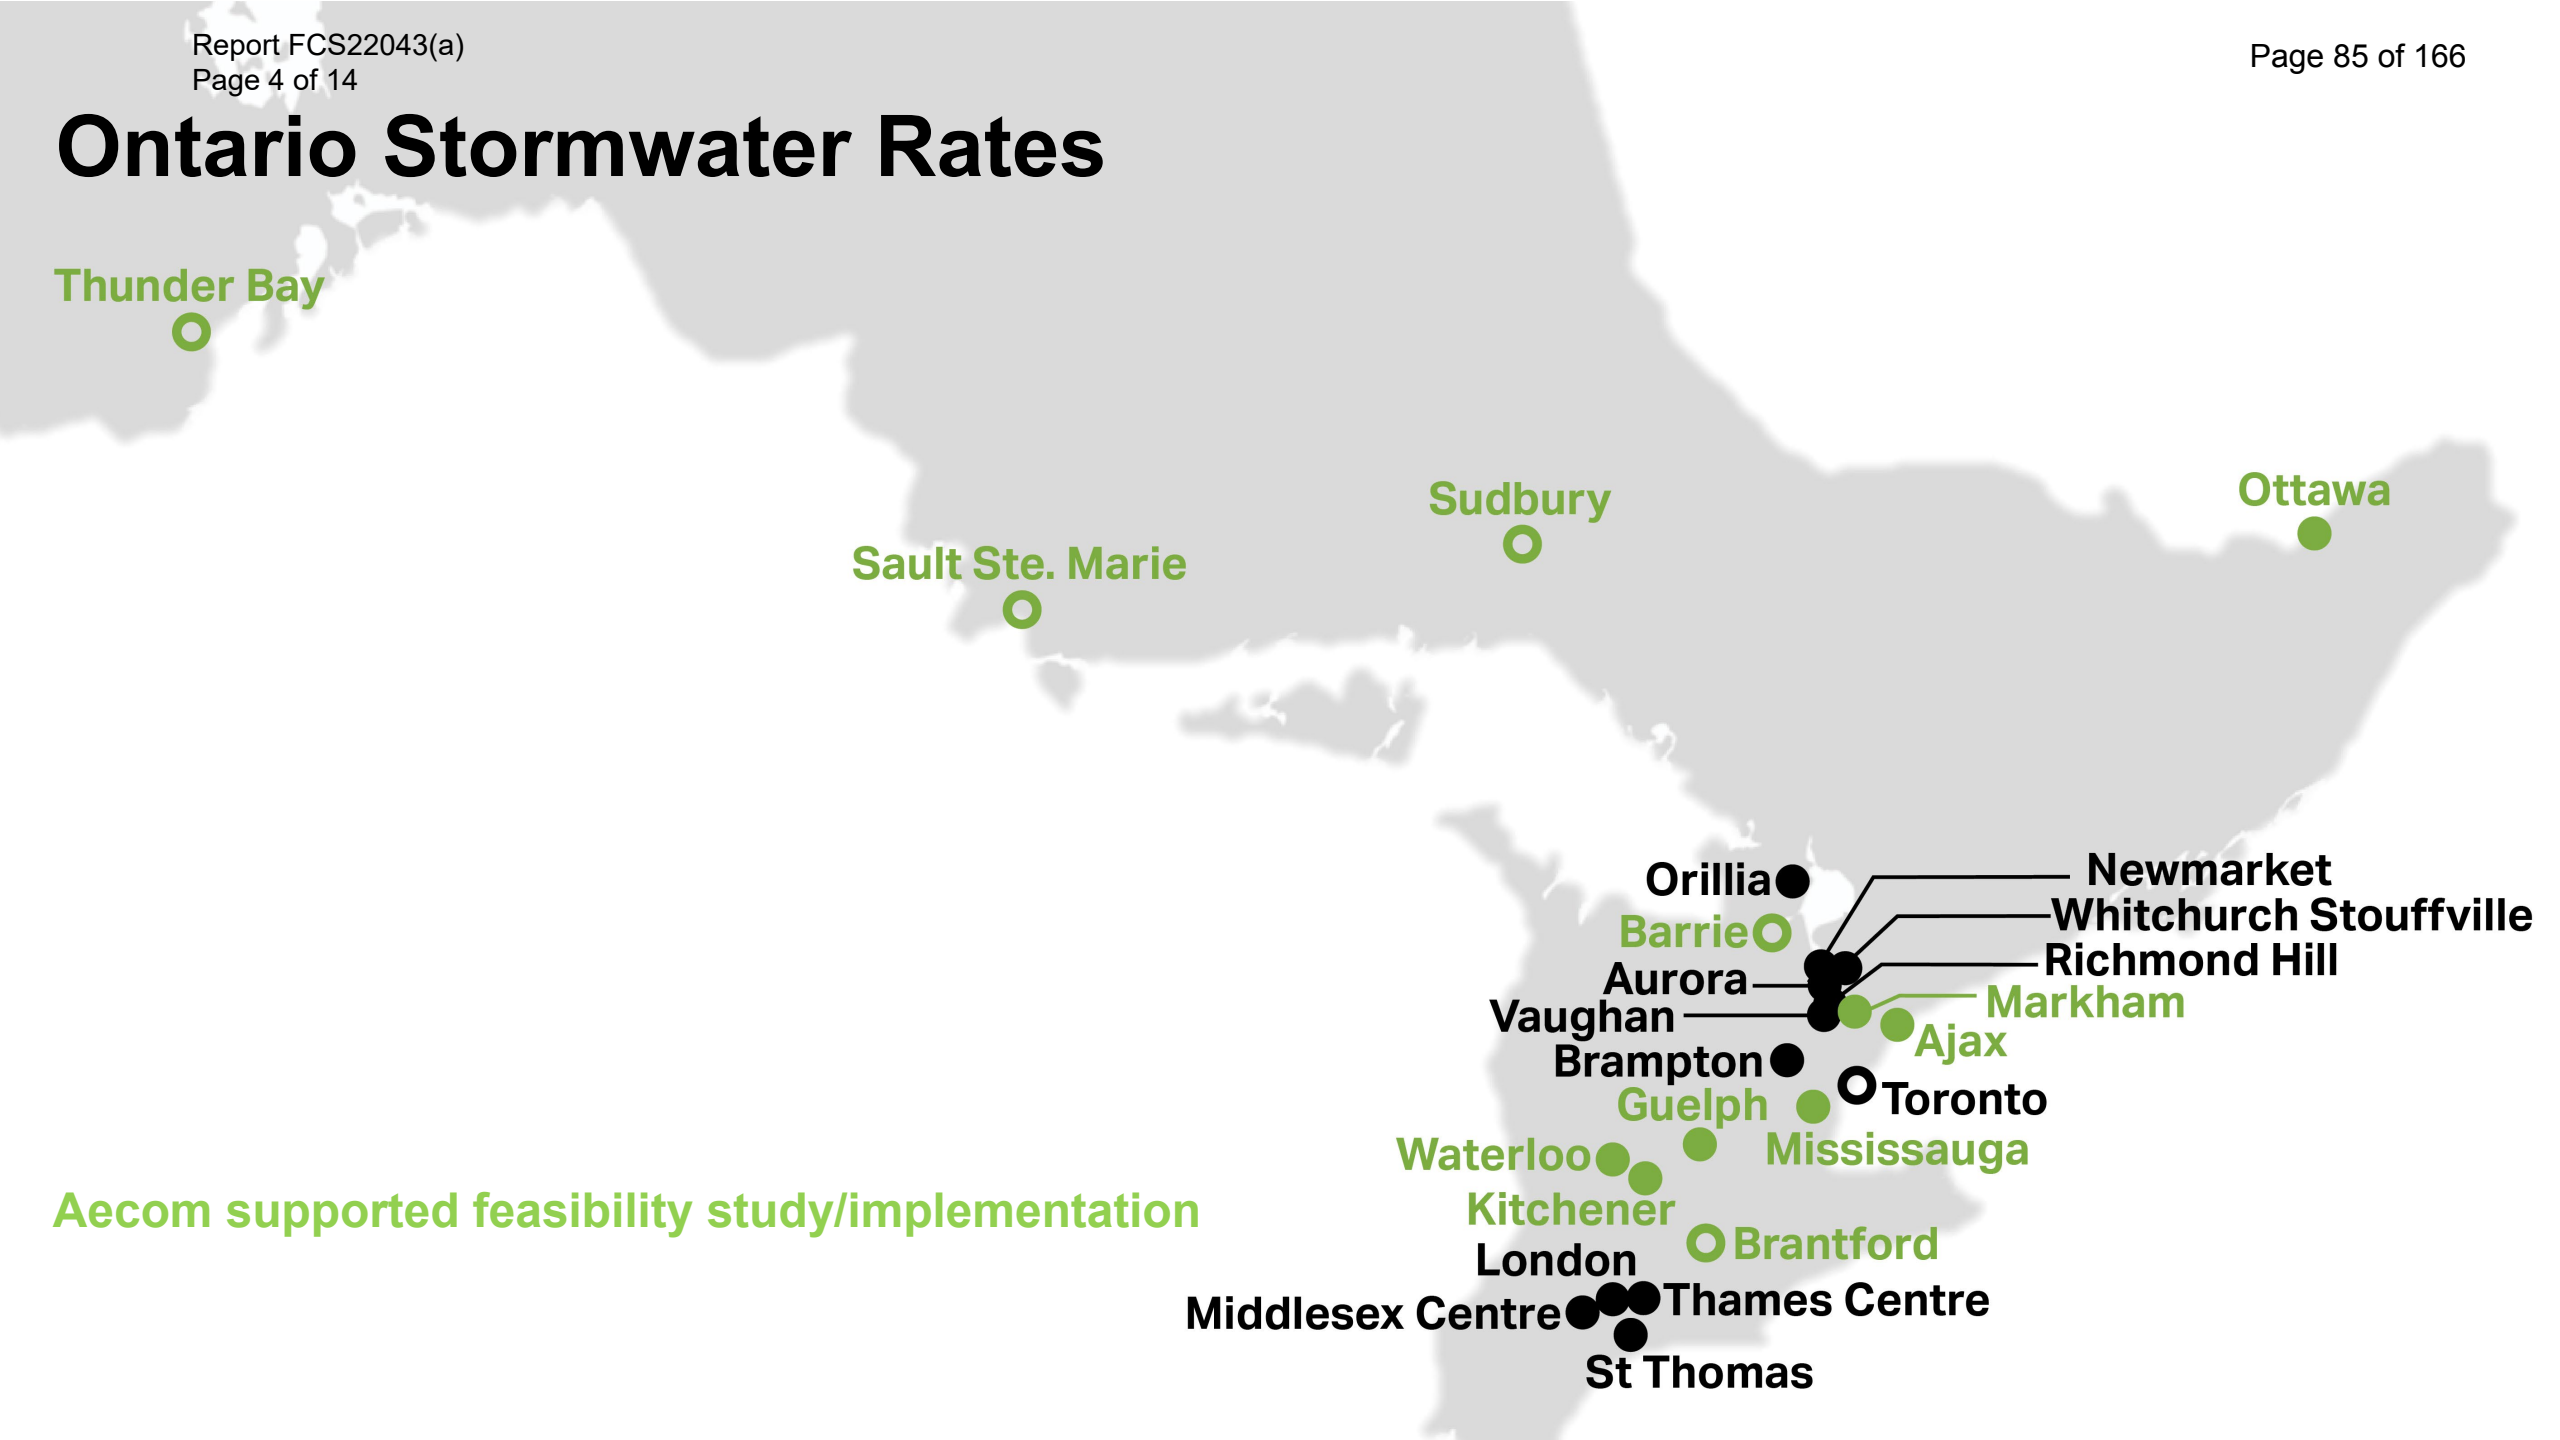 Report FCS22043(a)
Page 4 of 14
Page 85 of 166
Ontario Stormwater Rates
Thunder Bay
Sudbury
Ottawa
Sault Ste. Marie
Orillia
Newmarket
Whitchurch Stouffville
Barrie
Richmond Hill
Aurora
Markham
Vaughan
Ajax
Brampton
Toronto
Guelph
Mississauga
Waterloo
Kitchener
Aecom supported feasibility study/implementation
Brantford
London
Thames Centre
Middlesex Centre
St Thomas